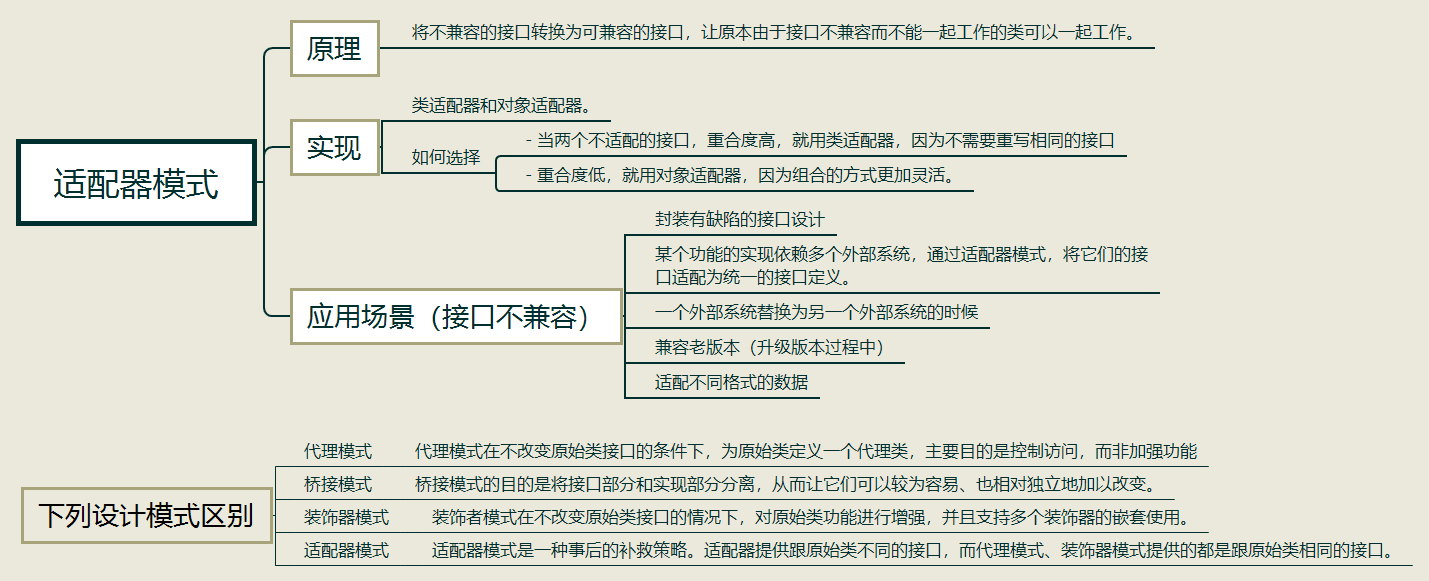 适配器模式
原理
将不兼容的接口转换为可兼容的接口，让原本由于接口不兼容而不能一起工作的类可以一起工作。
实现
类适配器和对象适配器。
如何选择
- 当两个不适配的接口，重合度高，就用类适配器，因为不需要重写相同的接口
- 重合度低，就用对象适配器，因为组合的方式更加灵活。
应用场景（接口不兼容）
封装有缺陷的接口设计
某个功能的实现依赖多个外部系统，通过适配器模式，将它们的接
口适配为统一的接口定义。
一个外部系统替换为另一个外部系统的时候
兼容老版本（升级版本过程中）
适配不同格式的数据
下列设计模式区别
代理模式 代理模式在不改变原始类接口的条件下，为原始类定义一个代理类，主要目的是控制访问，而非加强功能
桥接模式 桥接模式的目的是将接口部分和实现部分分离，从而让它们可以较为容易、也相对独立地加以改变。
装饰器模式 装饰者模式在不改变原始类接口的情况下，对原始类功能进行增强，并且支持多个装饰器的嵌套使用。
适配器模式 适配器模式是一种事后的补救策略。适配器提供跟原始类不同的接口，而代理模式、装饰器模式提供的都是跟原始类相同的接口。